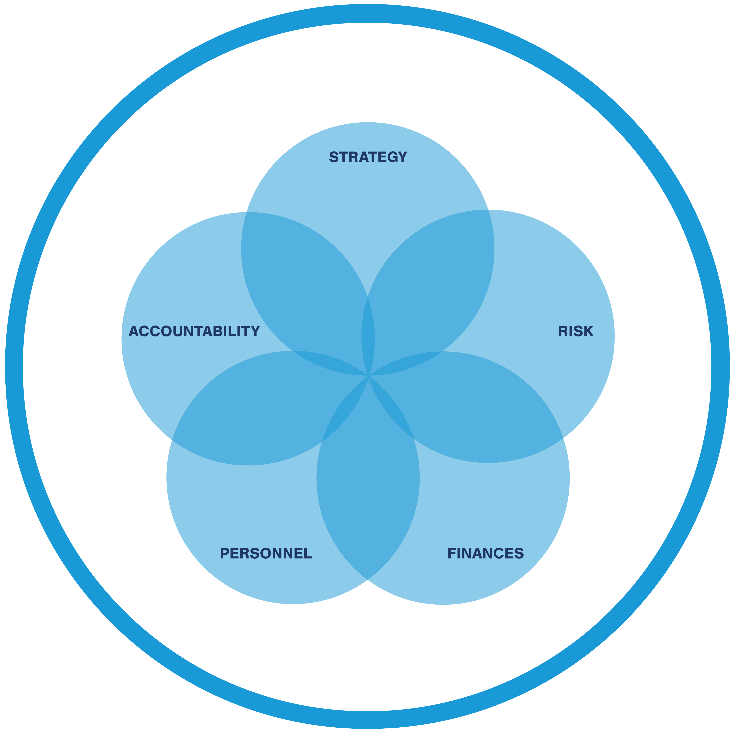 STRATEGY
ACCOUNTABILITY
RISK
PERSONNEL
FINANCES